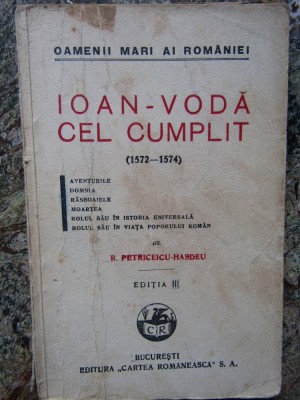 OAMENII MARI AI ROMÂNIEI
IOAN-VODĂ
CEL CUMPLIT
(1572—1574)
AVENTURILE
DOMNIA
RĂSBOAIELE
MOARTEA
ROLUL SĂU ÎN ISTORIA UNIVERSALĂ
ROLUL SĂU ÎN VIAȚA POPORULUI ROMÂN
DE
B. PETRICEICU-HASDEU
EDIȚIA III
C R
BUCUREȘTI
EDITURA „CARTEA ROMÂNEASCĂ” S. A.